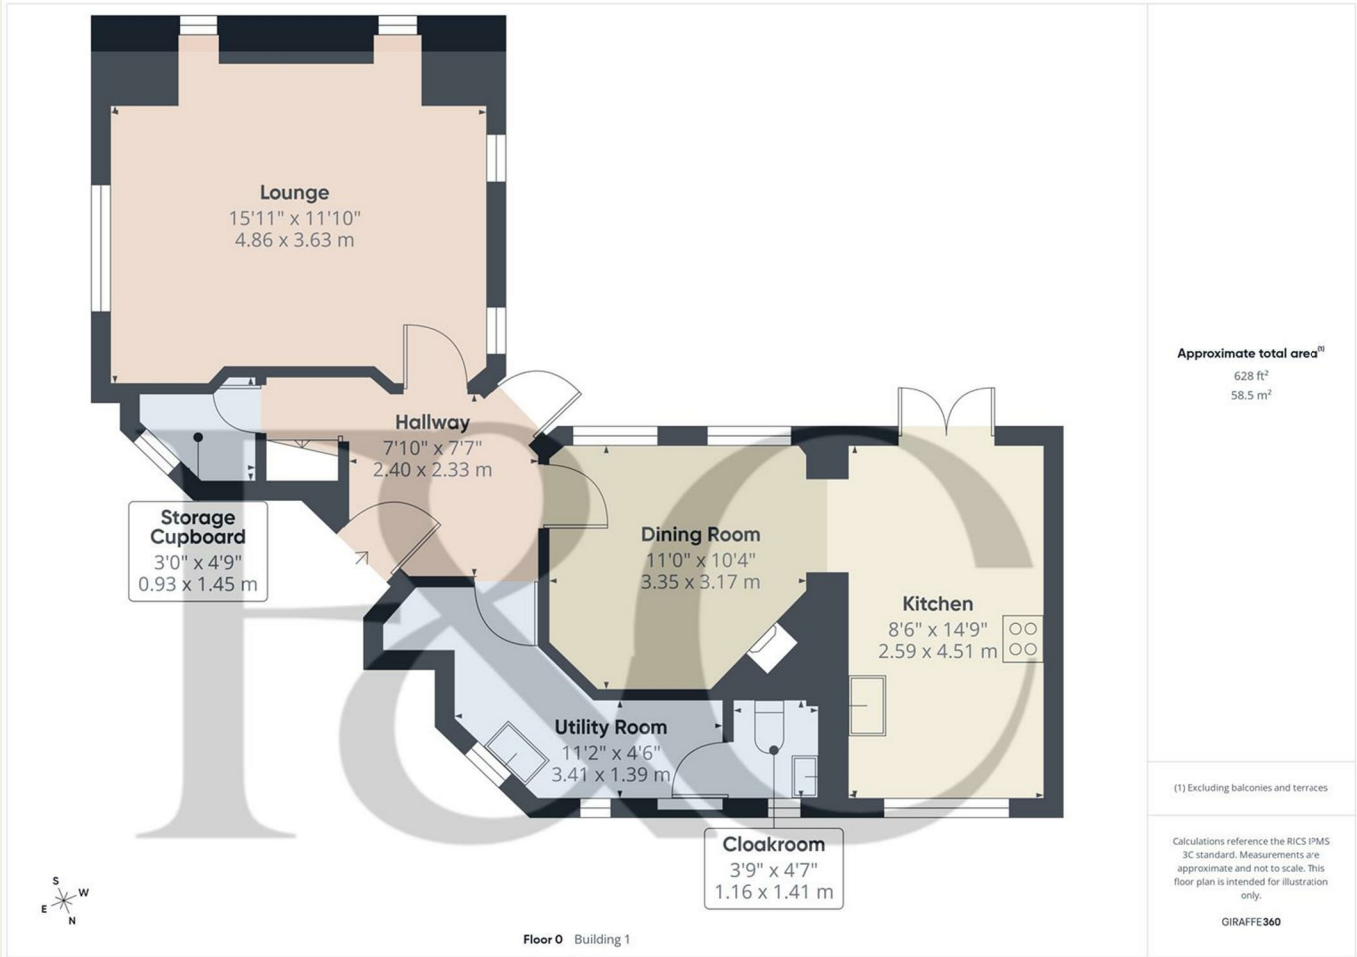 Lounge
15'11" x 11'10"
4.86 x 3.63 m
Hallway
7'10" x 7'7"
2.40 x 2.33 m
Storage
Cupboard
3'0" x 4'9"
0.93 x 1.45 m
Dining Room
11'0" x 10'4"
3.35 x 3.17 m
Kitchen
8'6" x 14'9"
2.59 x 4.51 m
Utility Room
11'2" x 4'6"
3.41 x 1.39 m
Cloakroom
3'9" x 4'7"
1.16 x 1.41 m
F&C
S
W
E
N
Floor 0 Building 1
Approximate total area(1)
628 ft²
58.5 m²
(1) Excluding balconies and terraces
Calculations reference the RICS IPMS
3C standard. Measurements are
approximate and not to scale. This
floor plan is intended for illustration
only.
GIRAFFE360